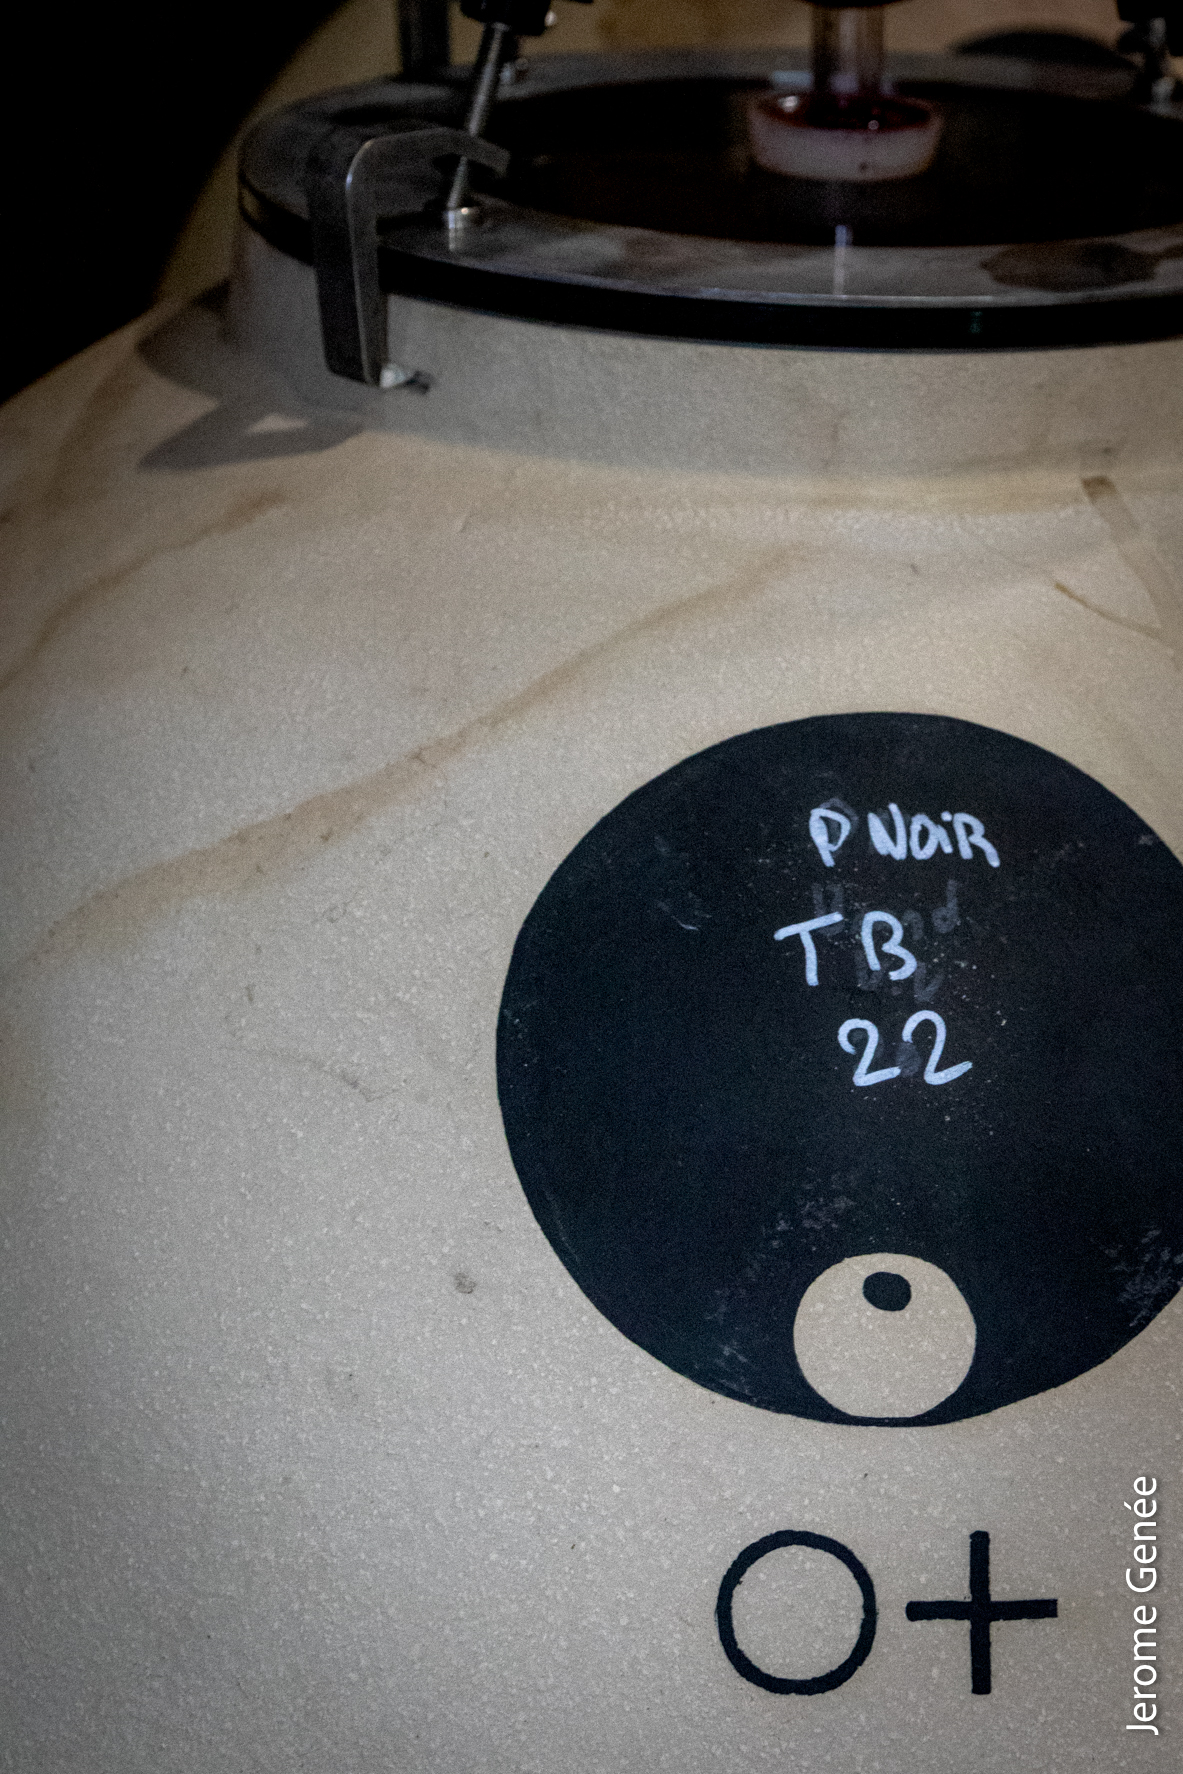 P NOIR
TB
22
O+
Jerome Genée